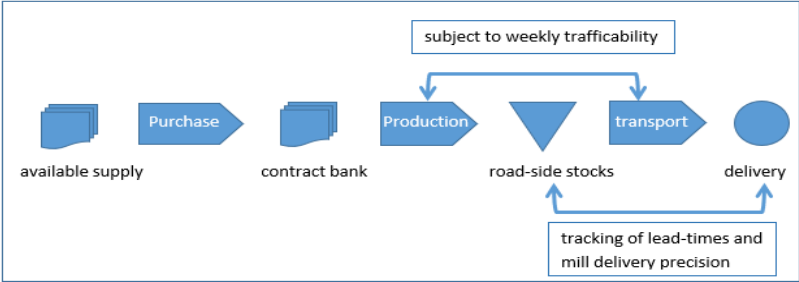 subject to weekly trafficability
Purchase
Production
transport
available supply
contract bank
road-side stocks
delivery
tracking of lead-times and
mill delivery precision